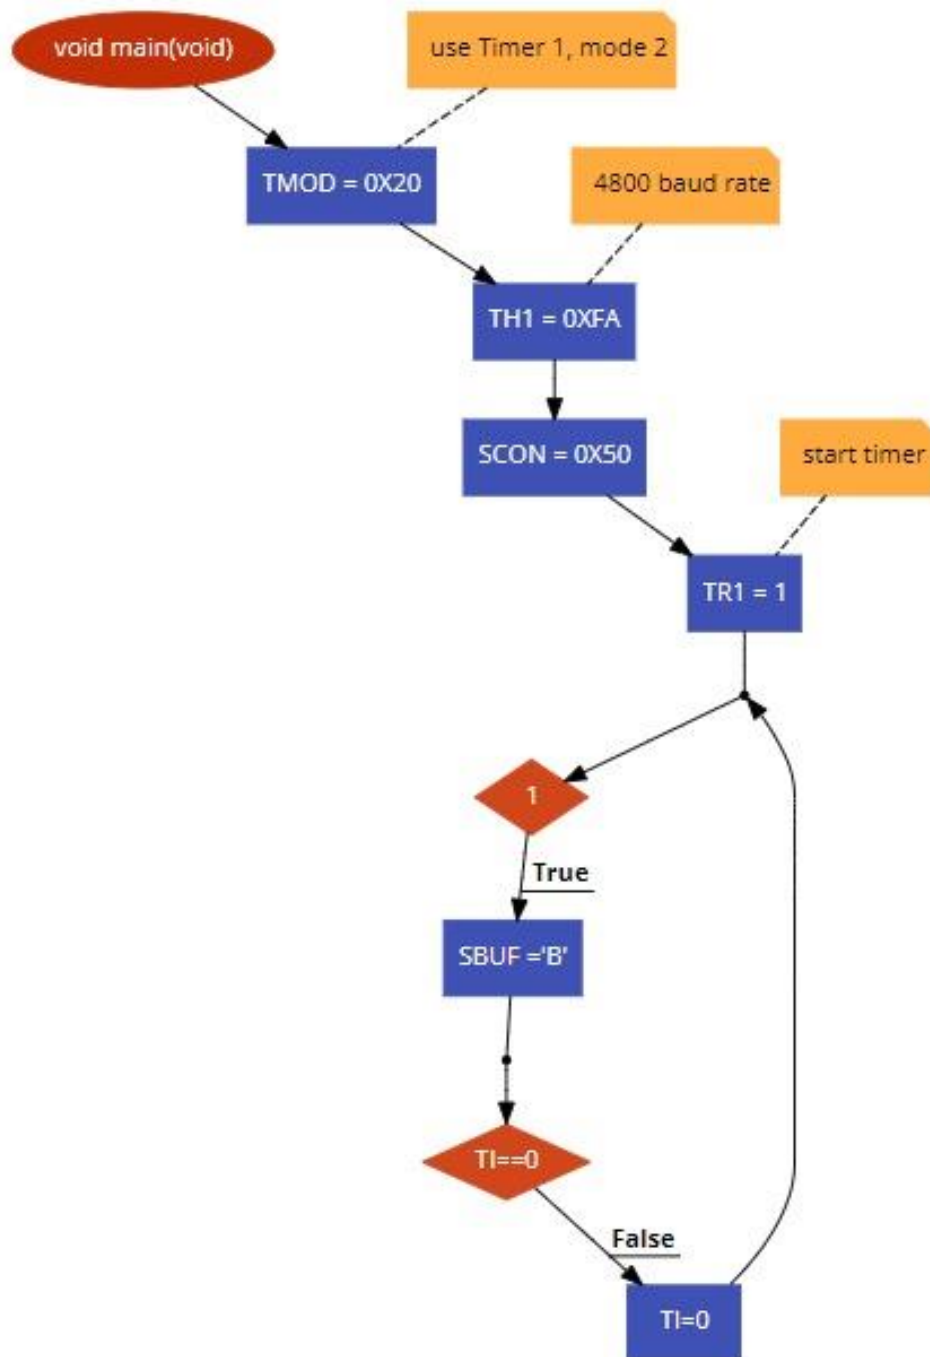 void main(void)
use Timer 1, mode 2
TMOD = 0X20
4800 baud rate
TH1 = 0XFA
SCON = 0X50
start timer
TR1 = 1
1
True
SBUF ='B'
TI==0
False
TI=0